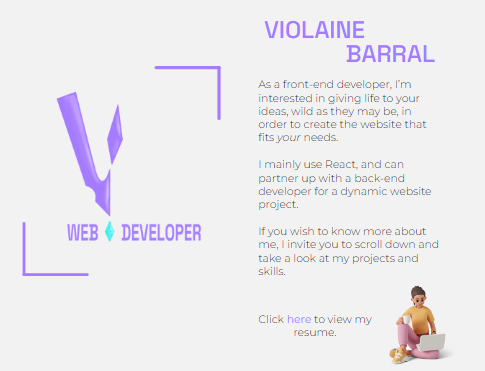 VIOLAINE
BARRAL
As a front-end developer, I'm
interested in giving life to your
ideas, wild as they may be, in
order to create the website that
fits your needs.
I mainly use React, and can
partner up with a back-end
developer for a dynamic website
project.
If you wish to know more about
me, I invite you to scroll down and
take a look at my projects and
skills.
Click here to view my
resume.
WEB DEVELOPER